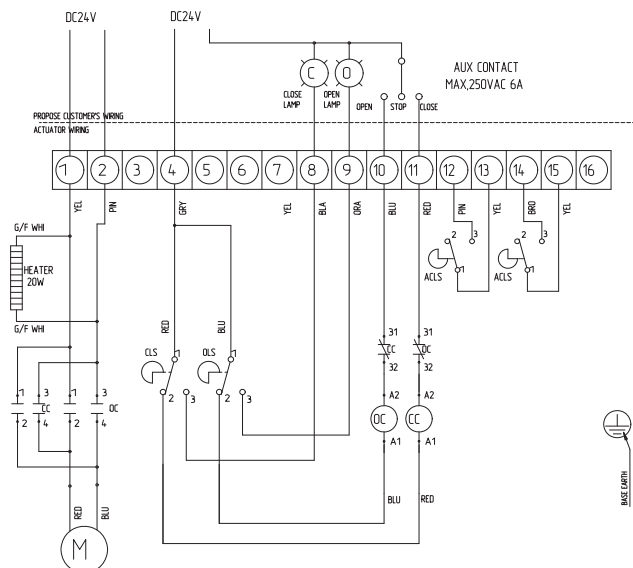 DC24V
DC24V
C
O
CLOSE
LAMP
OPEN
LAMP
OPEN
STOP
CLOSE
AUX CONTACT
MAX,250VAC 6A
PROPOSE CUSTOMER'S WIRING
ACTUATOR WIRING
1
2
3
4
5
6
7
8
9
10
11
12
13
14
15
16
YEL
PIN
GRY
YEL
BLA
ORA
BLU
RED
PIN
YEL
BRO
YEL
G/F WHI
HEATER
20W
G/F WHI
2
3
1
ACLS
2
3
1
ACLS
RED
BLU
CLS
1
2
3
OLS
1
2
3
31
CC
32
31
OC
32
A2
OC
A1
A2
CC
A1
1
2
3
CC
4
1
2
3
OC
4
BLU
RED
RED
BLU
M
BASE EARTH